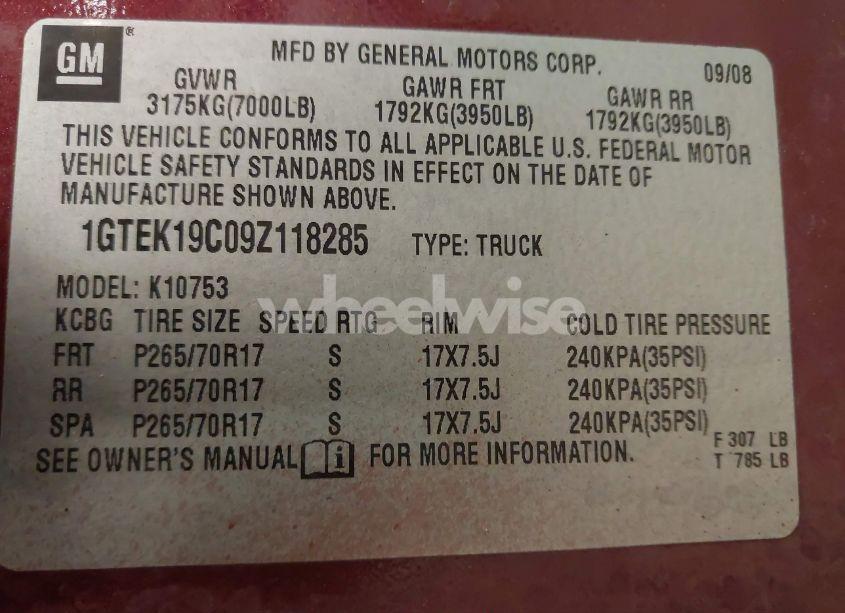 GM®
MFD BY GENERAL MOTORS CORP. 09/08
GVWR GAWR FRT GAWR RR
3175KG(7000LB) 1792KG(3950LB) 1792KG(3950LB)
THIS VEHICLE CONFORMS TO ALL APPLICABLE U.S. FEDERAL MOTOR
VEHICLE SAFETY STANDARDS IN EFFECT ON THE DATE OF
MANUFACTURE SHOWN ABOVE.
1GTEK19C09Z118285 TYPE: TRUCK
MODEL: K10753
wheelwise
KCBG TIRE SIZE SPEED RTG RIM COLD TIRE PRESSURE
FRT P265/70R17 S 17X7.5J 240KPA(35PSI)
RR P265/70R17 S 17X7.5J 240KPA(35PSI)
SPA P265/70R17 S 17X7.5J 240KPA(35PSI)
F 307 LB
SEE OWNER'S MANUAL i FOR MORE INFORMATION. T 785 LB